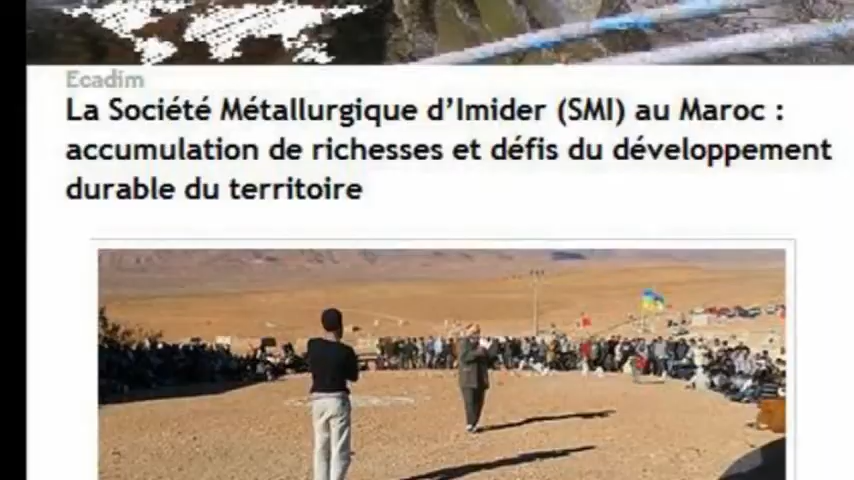 Ecadim
La Société Métallurgique d’Imider (SMI) au Maroc :
accumulation de richesses et défis du développement
durable du territoire